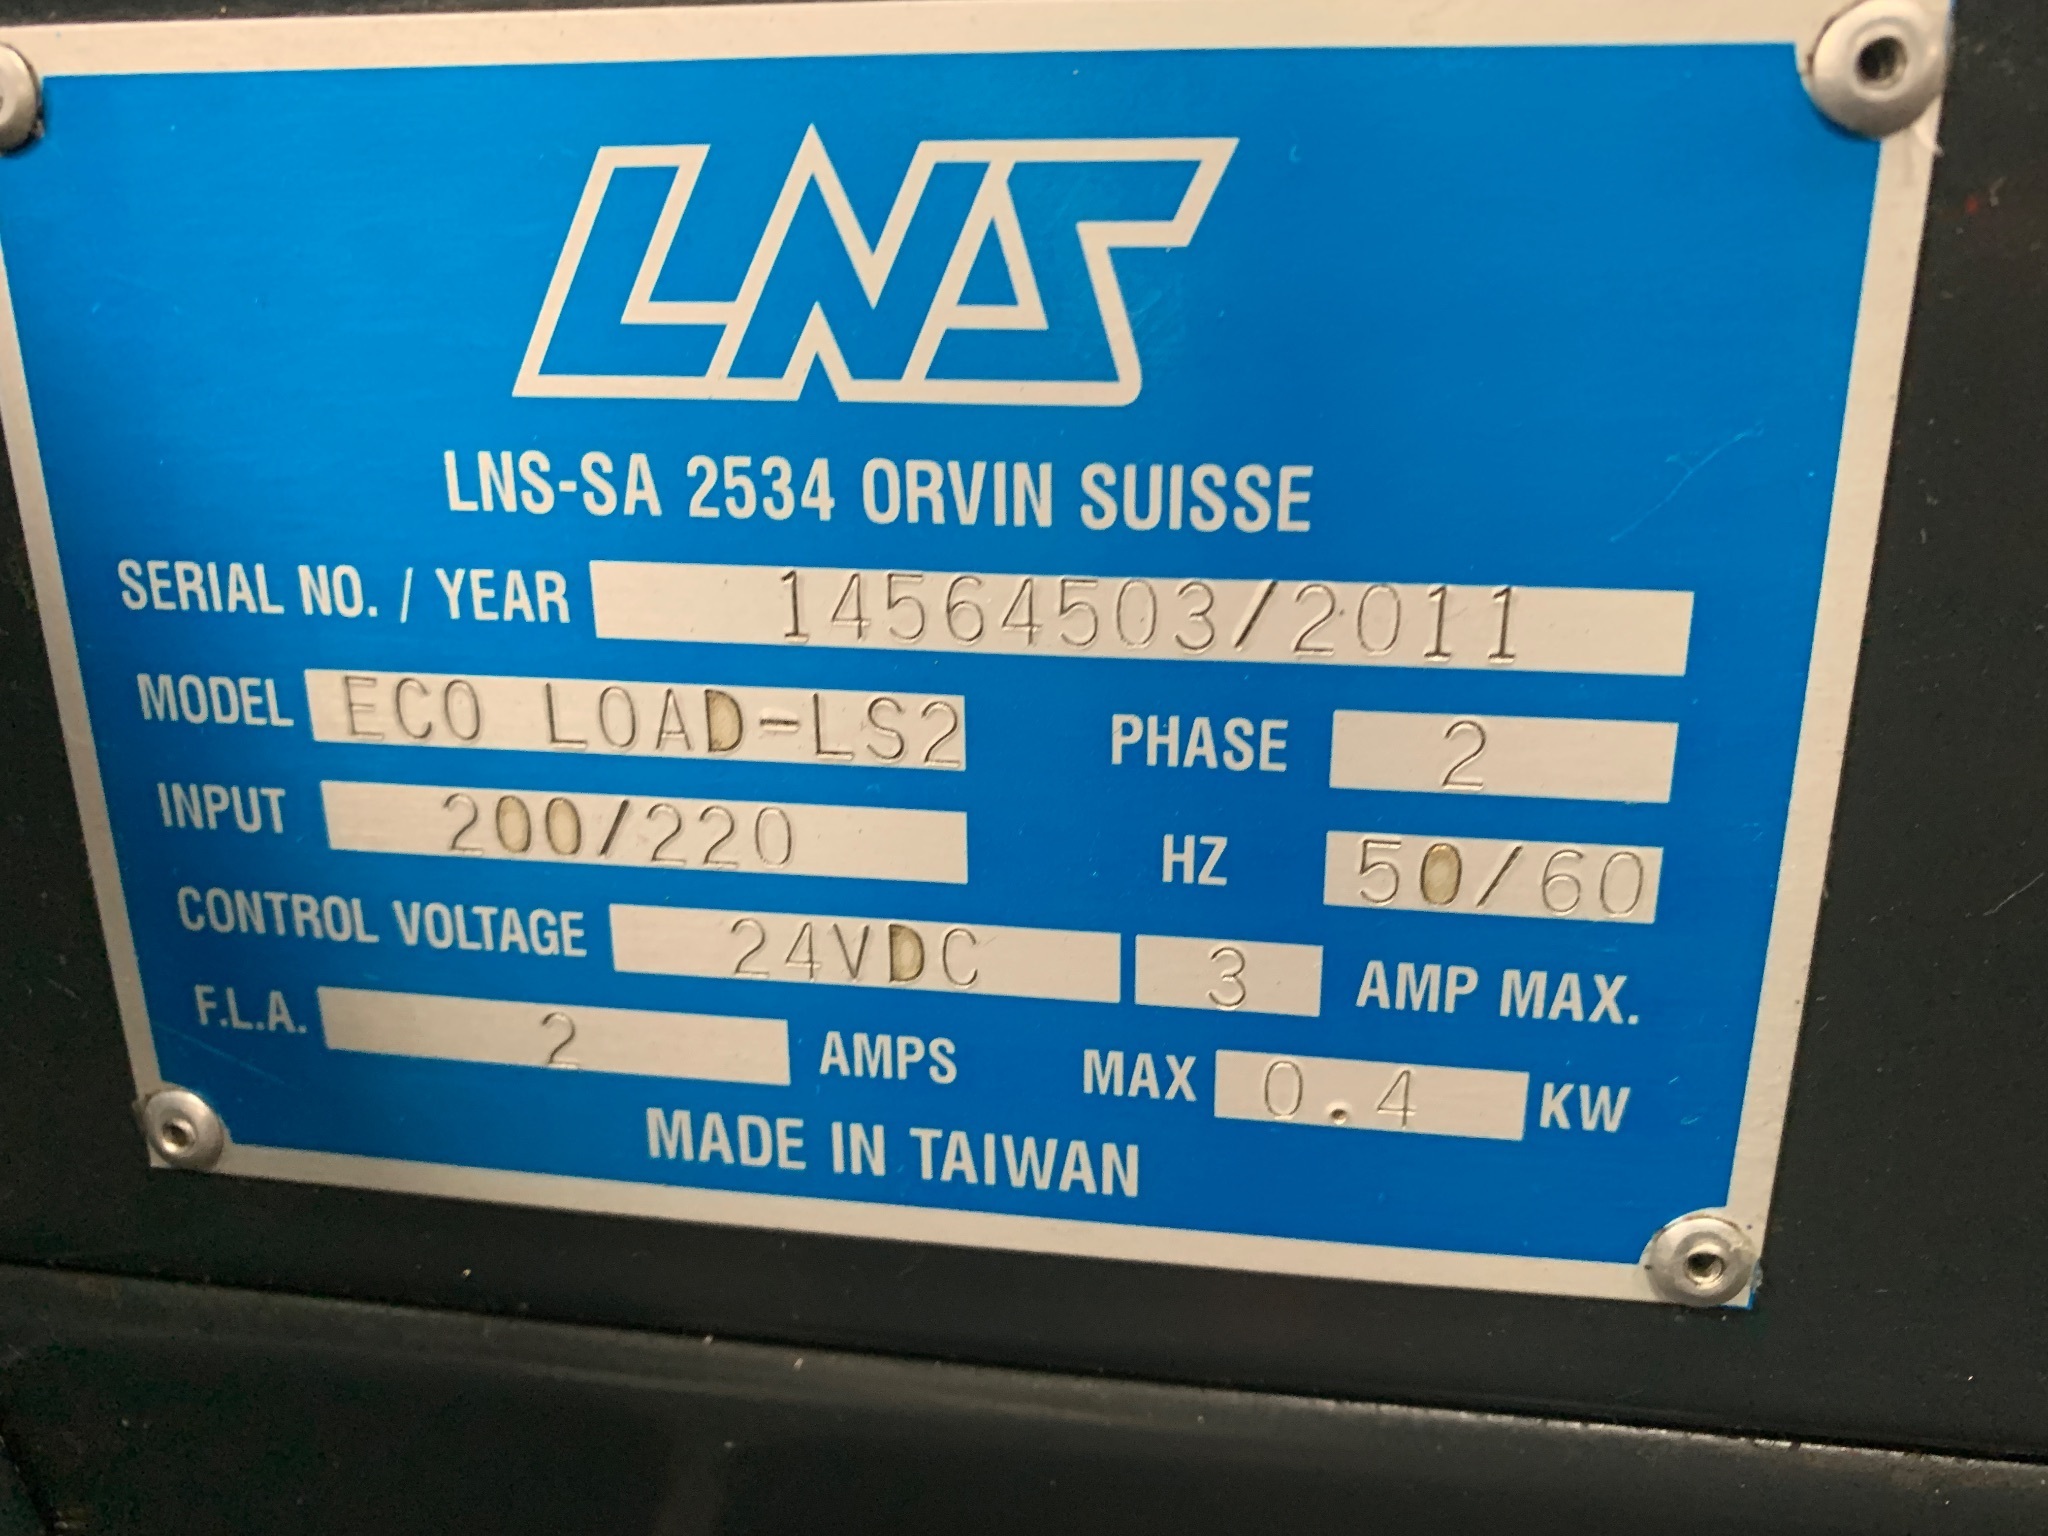 LNS
LNS-SA 2534 ORVIN SUISSE
SERIAL NO. / YEAR 14564503/2011
MODEL ECO LOAD-LS2 PHASE 2
INPUT 200/220 HZ 50/60
CONTROL VOLTAGE 24VDC 3 AMP MAX.
F.L.A. 2 AMPS MAX 0.4 KW
MADE IN TAIWAN